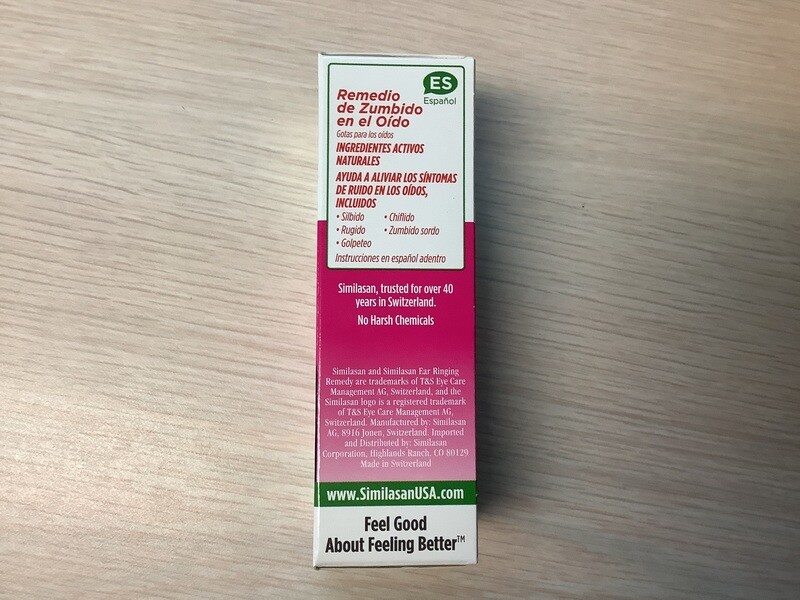 ES
Español
Remedio
de Zumbido
en el Oído
Gotas para los oídos
INGREDIENTES ACTIVOS
NATURALES
AYUDA A ALIVIAR LOS SÍNTOMAS
DE RUIDO EN LOS OÍDOS,
INCLUIDOS
• Silbido • Chiflido
• Rugido • Zumbido sordo
• Golpeteo
Instrucciones en español adentro
Similasan, trusted for over 40
years in Switzerland.
No Harsh Chemicals
Similasan and Similasan Ear Ringing
Remedy are trademarks of T&S Eye Care
Management AG, Switzerland, and the
Similasan logo is a registered trademark
of T&S Eye Care Management AG,
Switzerland. Manufactured by: Similasan
AG, 8916 Jonen, Switzerland. Imported
and Distributed by: Similasan
Corporation, Highlands Ranch, CO 80129
Made in Switzerland
www.SimilasanUSA.com
Feel Good
About Feeling Better™